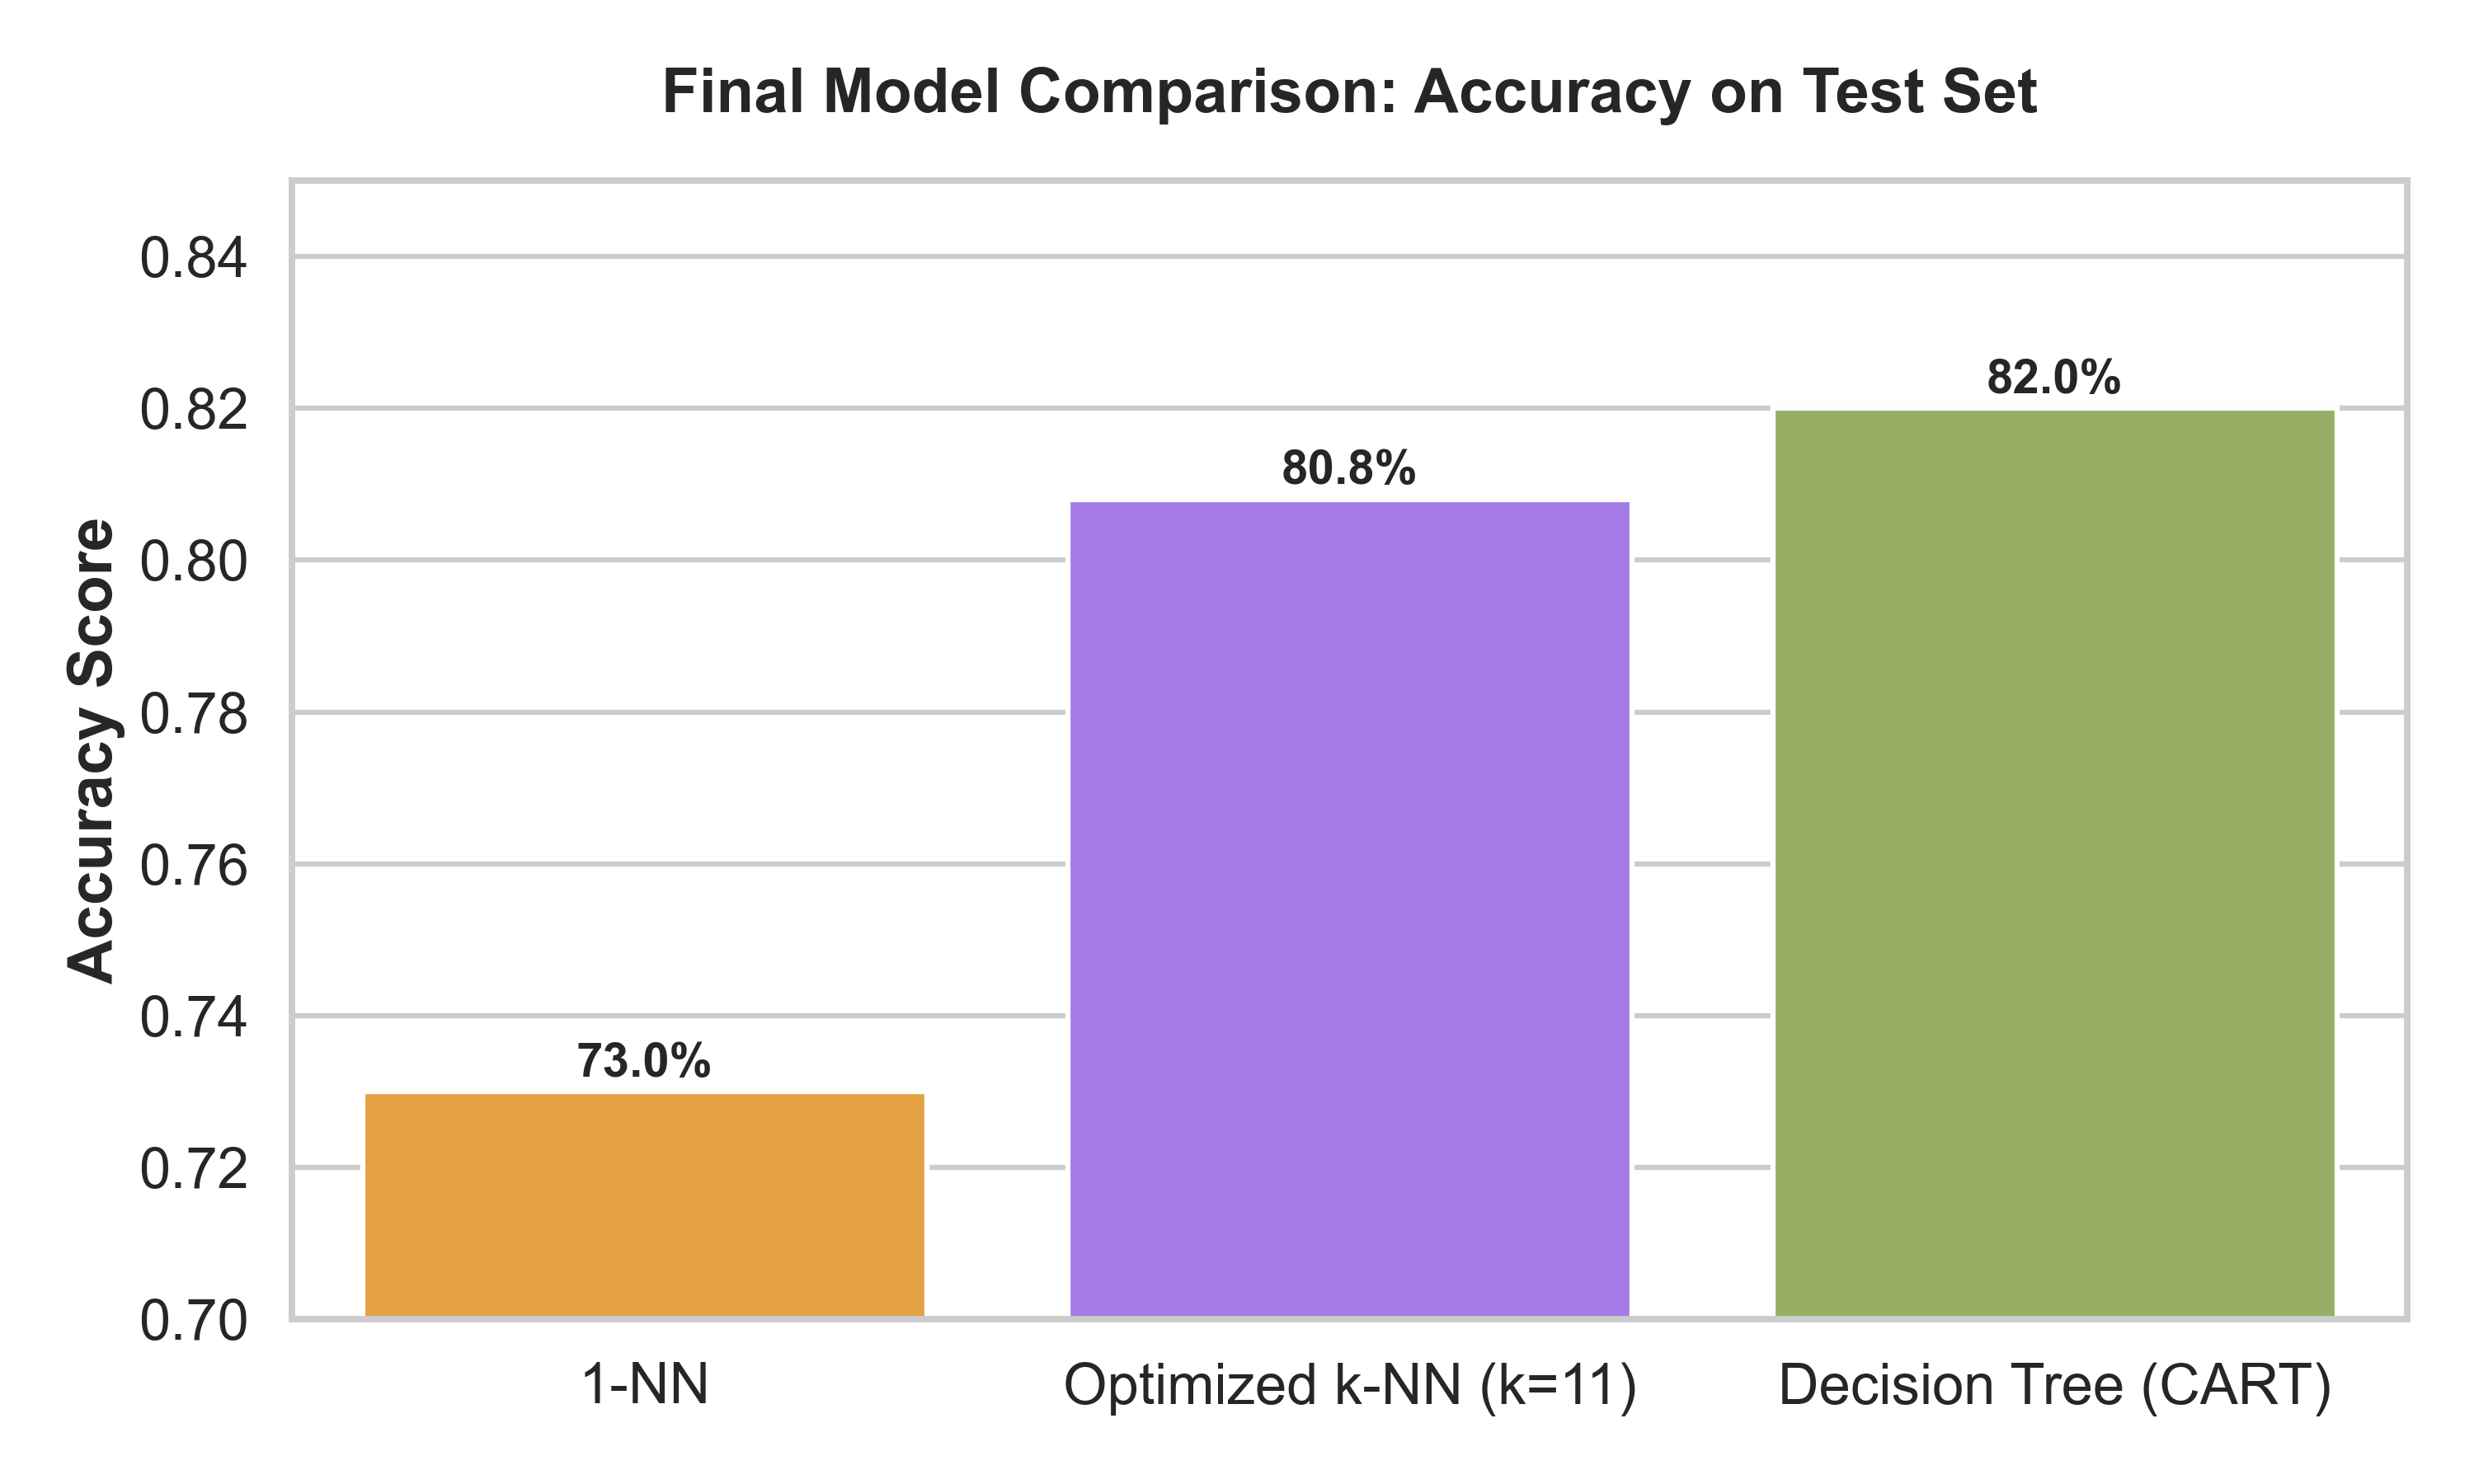 Final Model Comparison: Accuracy on Test Set
Accuracy Score
0.84
0.82
0.80
0.78
0.76
0.74
0.72
0.70
73.0%
80.8%
82.0%
1-NN
Optimized k-NN (k=11)
Decision Tree (CART)